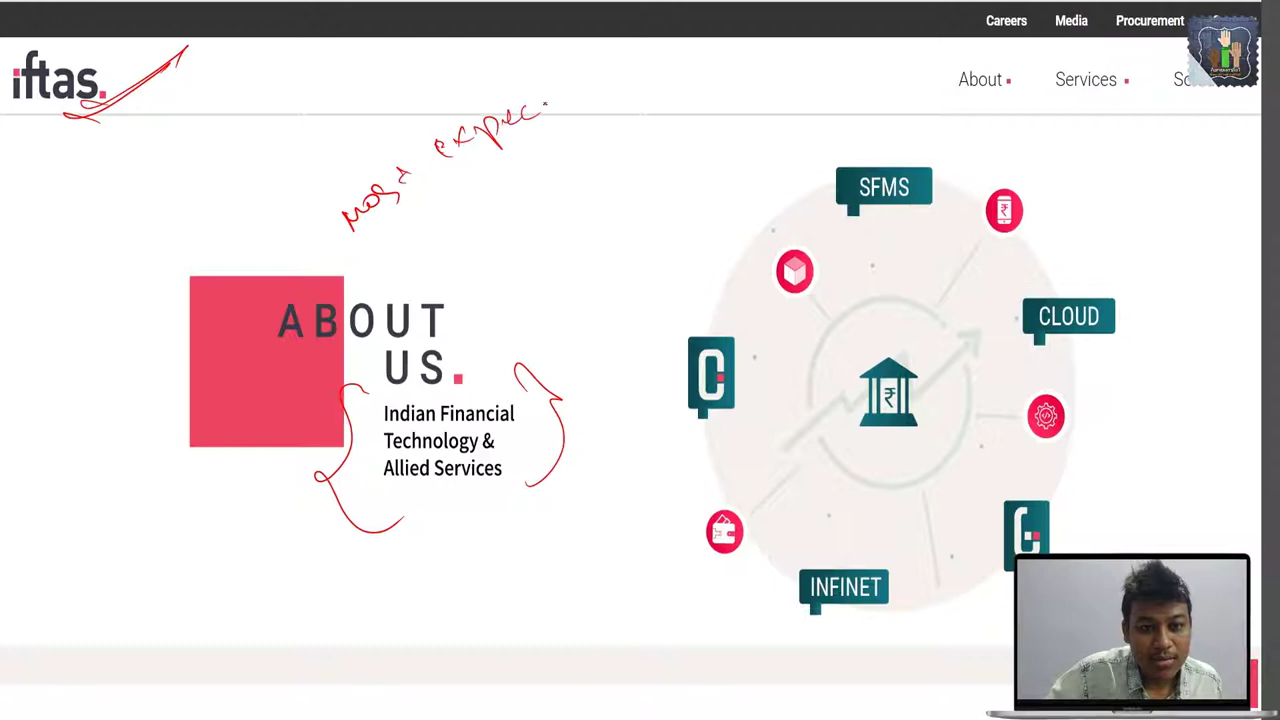 Careers Media Procurement
iftas.
About Services
most expec
SFMS
ABOUT
US.
CLOUD
Indian Financial
Technology &
Allied Services
INFINET